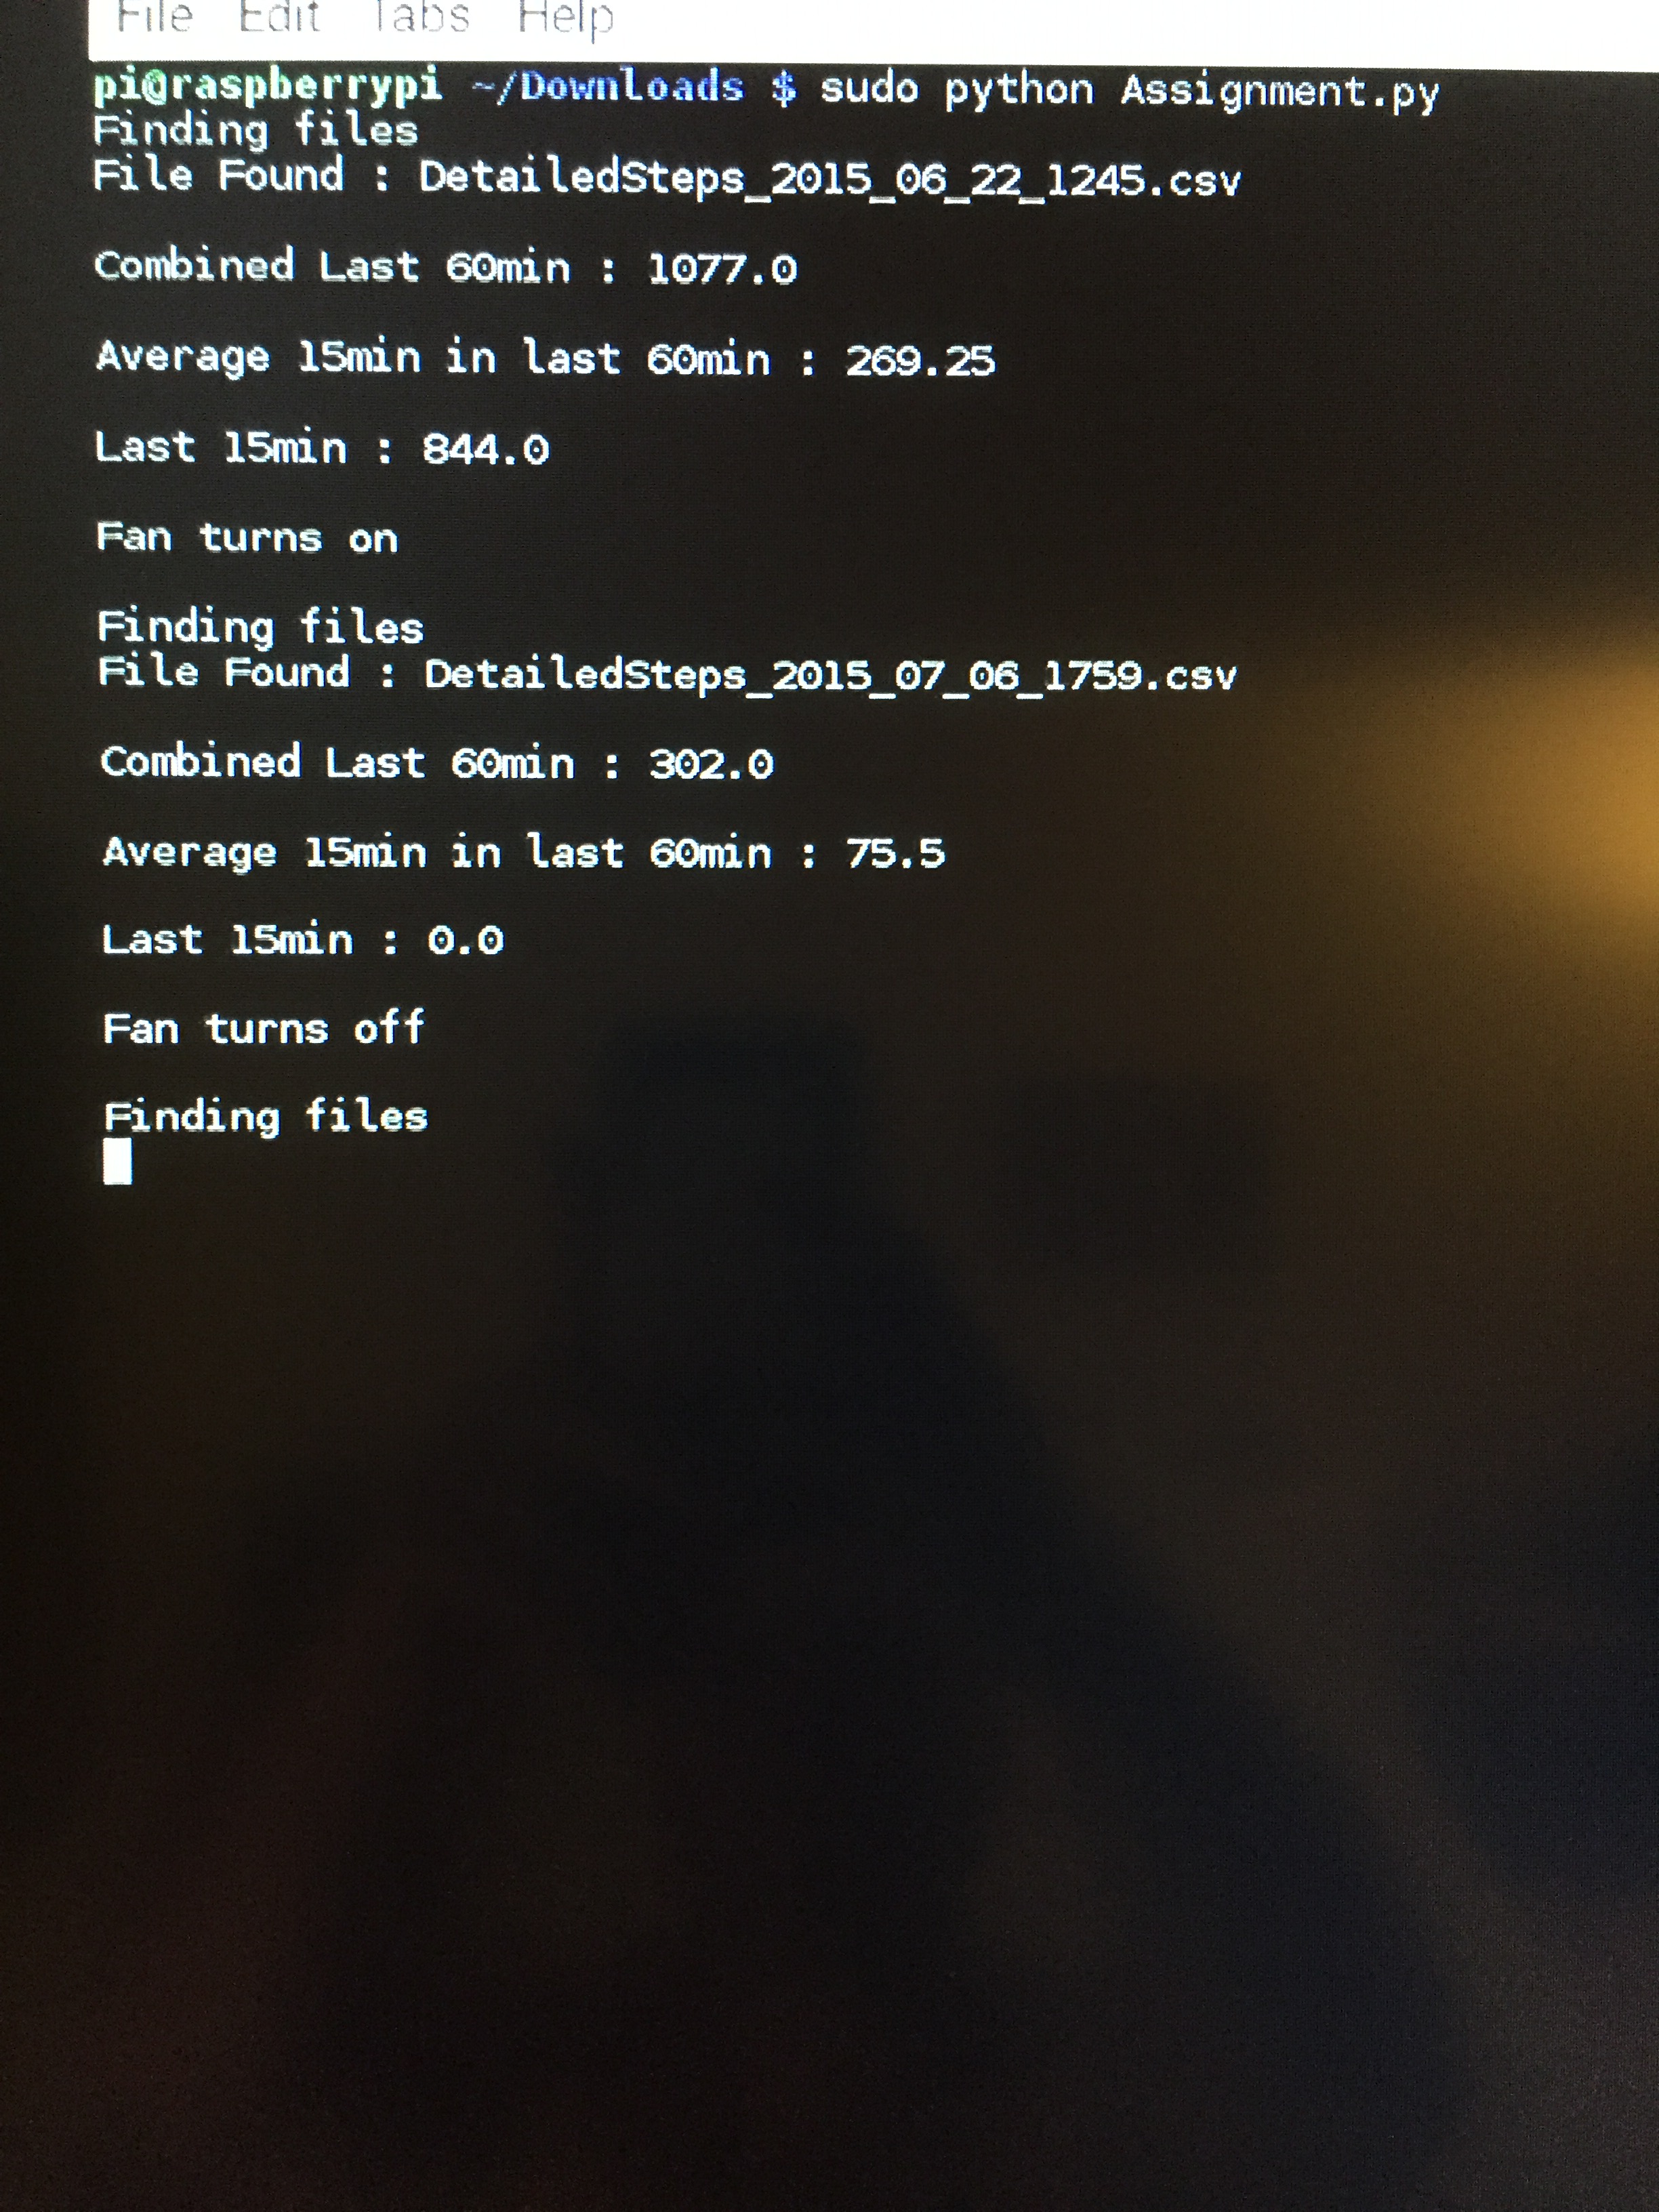 File Edit Tabs Help
pi@raspberrypi ~/Downloads $ sudo python Assignment.py
Finding files
File Found : DetailedSteps_2015_06_22_1245.csv
Combined Last 60min : 1077.0
Average 15min in last 60min : 269.25
Last 15min : 844.0
Fan turns on
Finding files
File Found : DetailedSteps_2015_07_06_1759.csv
Combined Last 60min : 302.0
Average 15min in last 60min : 75.5
Last 15min : 0.0
Fan turns off
Finding files